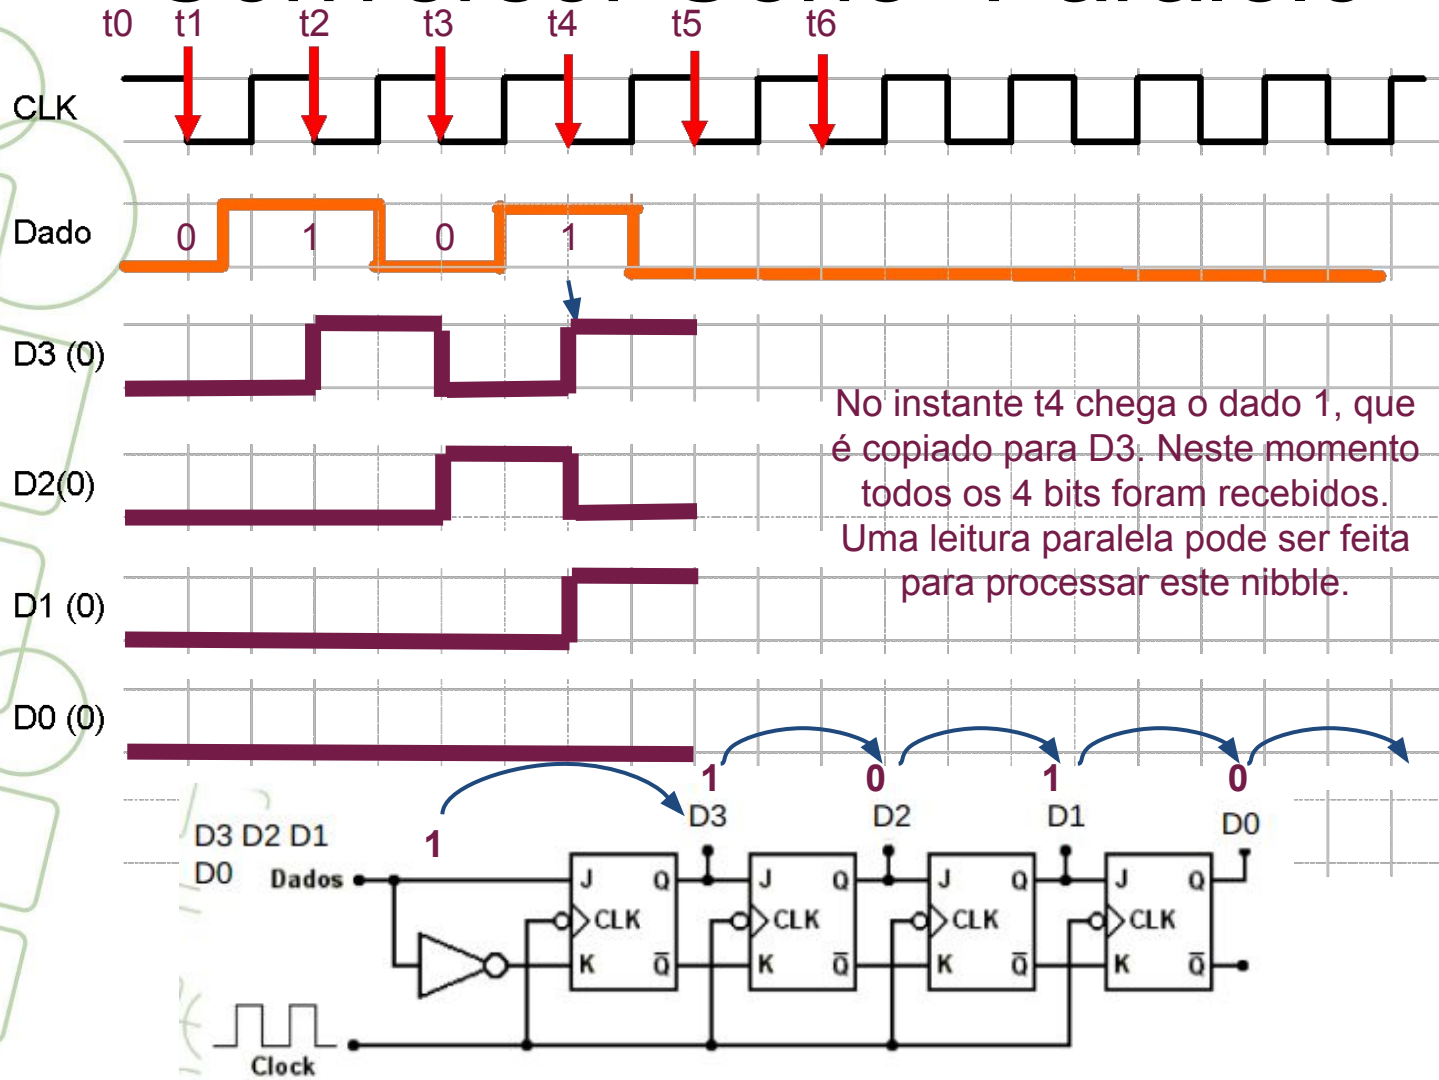 t0 t1 t2 t3 t4 t5 t6
CLK
Dado 0 1 0 1
D3 (0)
No instante t4 chega o dado 1, que
é copiado para D3. Neste momento
todos os 4 bits foram recebidos.
Uma leitura paralela pode ser feita
para processar este nibble.
D2(0)
D1 (0)
D0 (0)
1 0 1 0
D3 D2 D1 D0
D3 D2 D1
D0
1
Dados
J Q J Q J Q J Q
CLK CLK CLK CLK
K Q̅ K Q̅ K Q̅ K Q̅
Clock